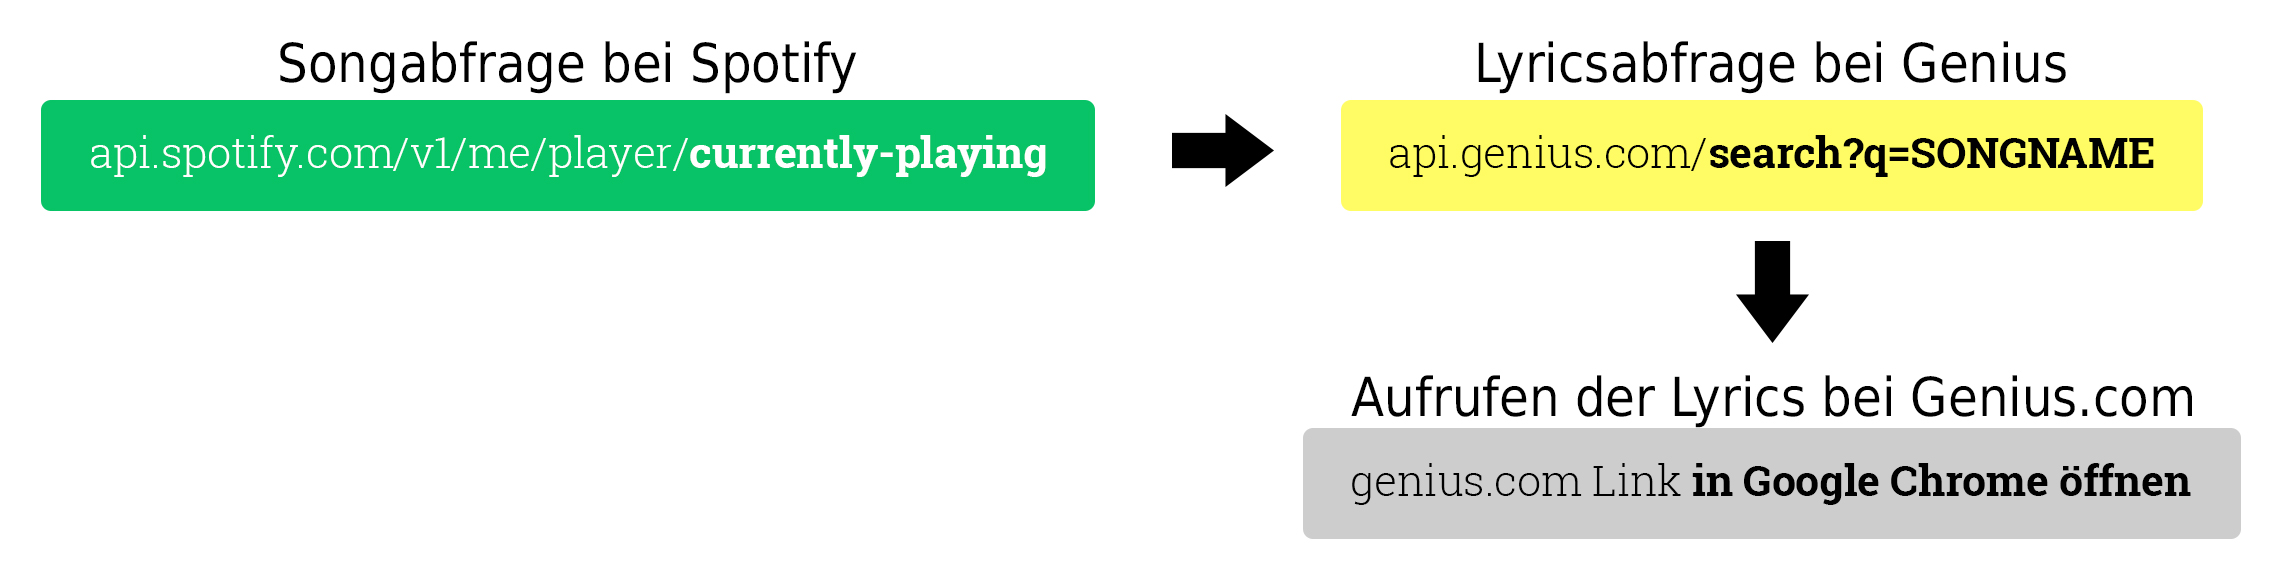 Songabfrage bei Spotify
api.spotify.com/v1/me/player/currently-playing
Lyricsabfrage bei Genius
api.genius.com/search?q=SONGNAME
Aufrufen der Lyrics bei Genius.com
genius.com Link in Google Chrome öffnen